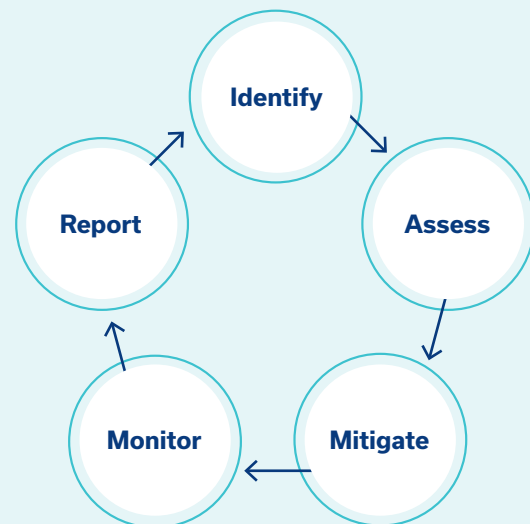 Identify
Assess
Mitigate
Monitor
Report